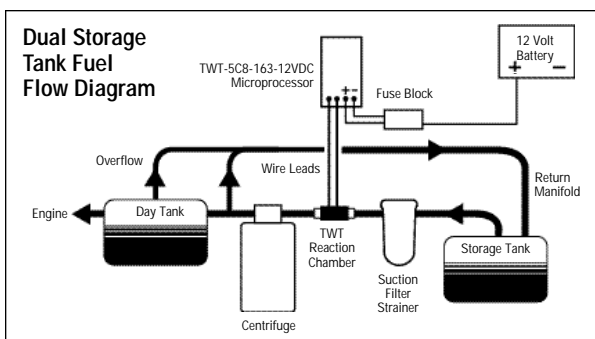 Dual Storage
Tank Fuel
Flow Diagram
TWT-5C8-163-12VDC
Microprocessor
+ –
Fuse Block
12 Volt
Battery
+ –
Overflow
Wire Leads
Return
Manifold
Engine
Day Tank
TWT
Reaction
Chamber
Storage Tank
Suction
Filter
Strainer
Centrifuge